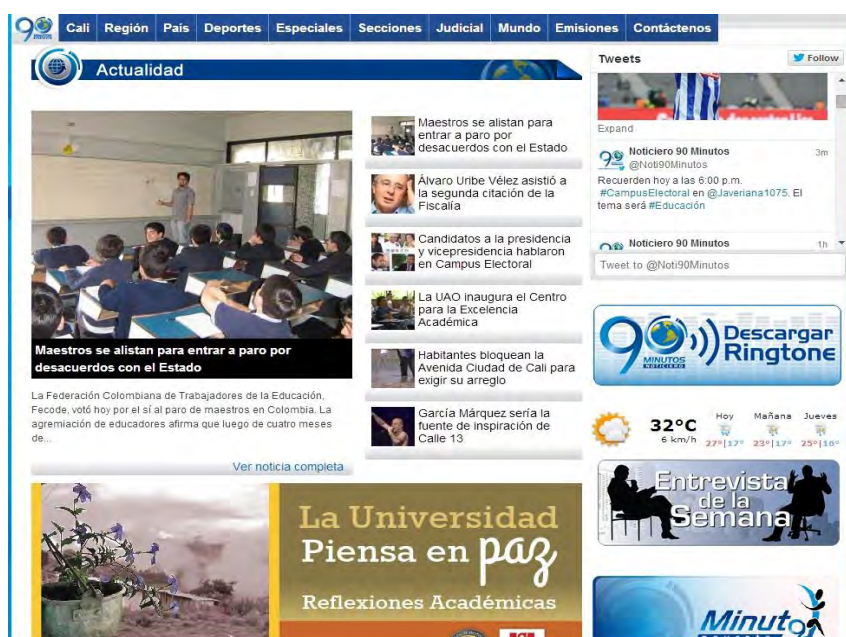 90
Cali Región País Deportes Especiales Secciones Judicial Mundo Emisiones Contáctenos
Actualidad
Maestros se alistan para entrar a paro por
desacuerdos con el Estado
La Federación Colombiana de Trabajadores de la Educación,
Fecode, votó hoy por el sí al paro de maestros en Colombia. La
agremiación de educadores afirma que luego de cuatro meses
de...
Ver noticia completa
Maestros se alistan para
entrar a paro por
desacuerdos con el Estado
Álvaro Uribe Vélez asistió a
la segunda citación de la
Fiscalía
Candidatos a la presidencia
y vicepresidencia hablaron
en Campus Electoral
La UAO inaugura el Centro
para la Excelencia
Académica
Habitantes bloquean la
Avenida Ciudad de Cali para
exigir su arreglo
García Márquez sería la
fuente de inspiración de
Calle 13
La Universidad
Piensa en paz
Reflexiones Académicas
Tweets
Follow
Expand
Noticiero 90 Minutos 3m
@Noti90Minutos
Recuerden hoy a las 6:00 p.m.
#CampusElectoral en @Javeriana1075. El
tema será #Educación
Noticiero 90 Minutos 1h
Tweet to @Noti90Minutos
90
MINUTOS
NOTICIERO
Descargar
Ringtone
32°C
6 km/h
Hoy Mañana Jueves
27°|17° 23°|17° 25°|16°
Entrevista
de la
Semana
Minuto